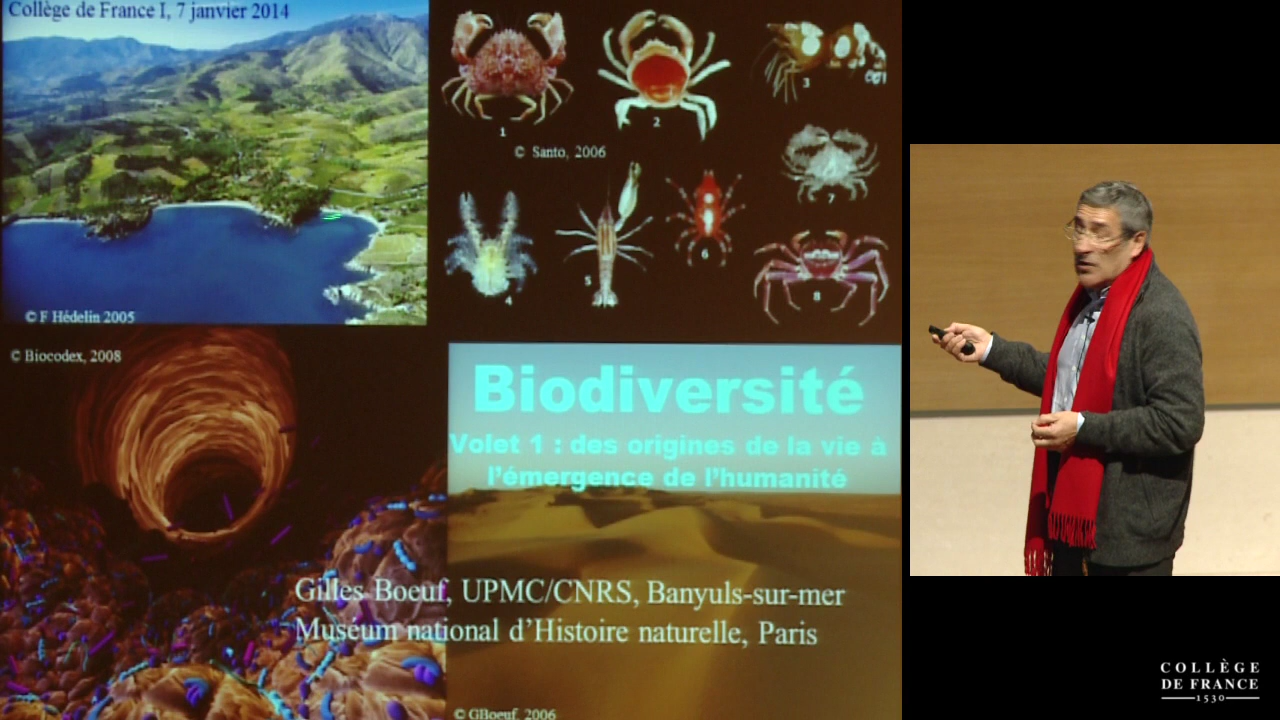 Collège de France I, 7 janvier 2014
© F Hédelin 2005
1
2
3
001
© Santo, 2006
7
4
5
6
8
© Biocodex, 2008
Biodiversité
Volet 1 : des origines de la vie à
l'émergence de l'humanité
Gilles Boeuf, UPMC/CNRS, Banyuls-sur-mer
Muséum national d'Histoire naturelle, Paris
© GBoeuf, 2006
COLLÈGE
DE FRANCE
1530